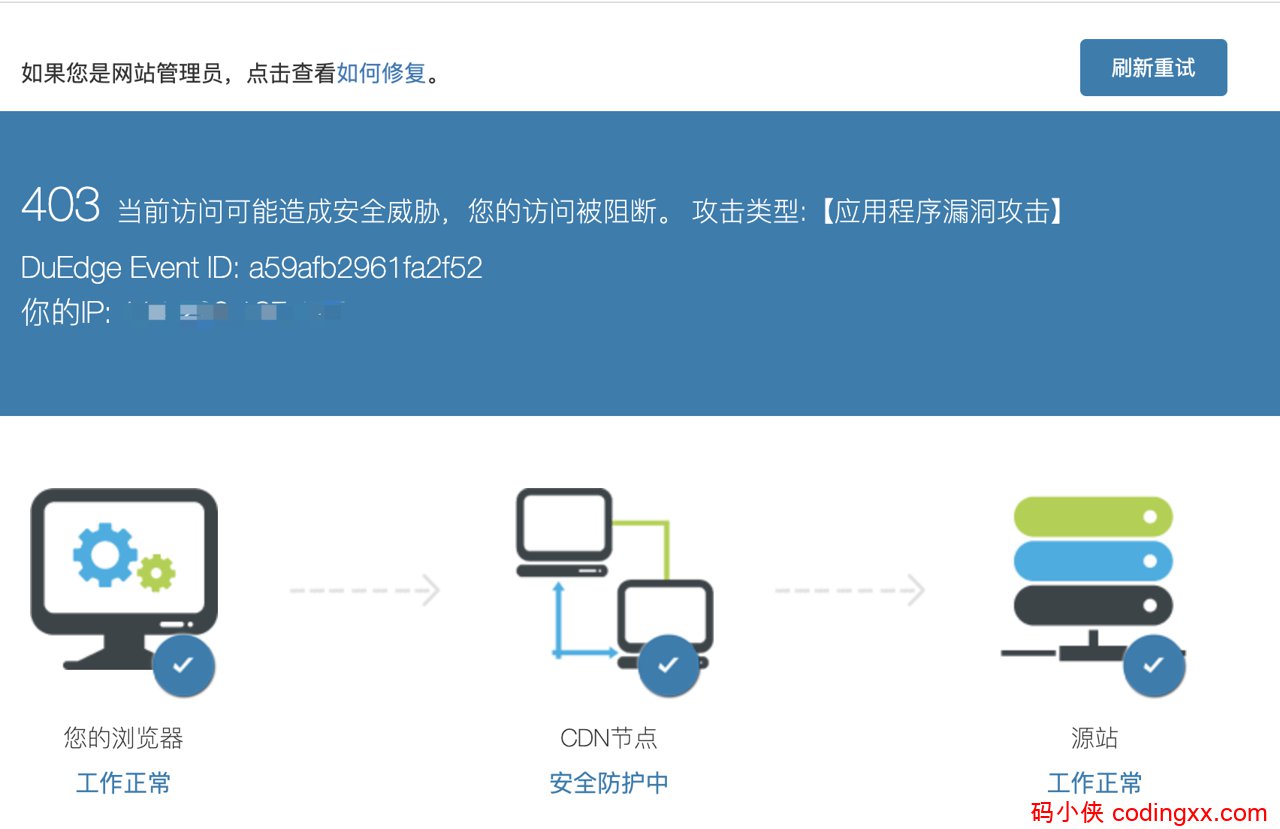 如果您是网站管理员，点击查看如何修复。
刷新重试
403 当前访问可能造成安全威胁，您的访问被阻断。 攻击类型:【应用程序漏洞攻击】
DuEdge Event ID: a59afb2961fa2f52
你的IP:
您的浏览器
工作正常
CDN节点
安全防护中
源站
工作正常
码小侠 codingxx.com